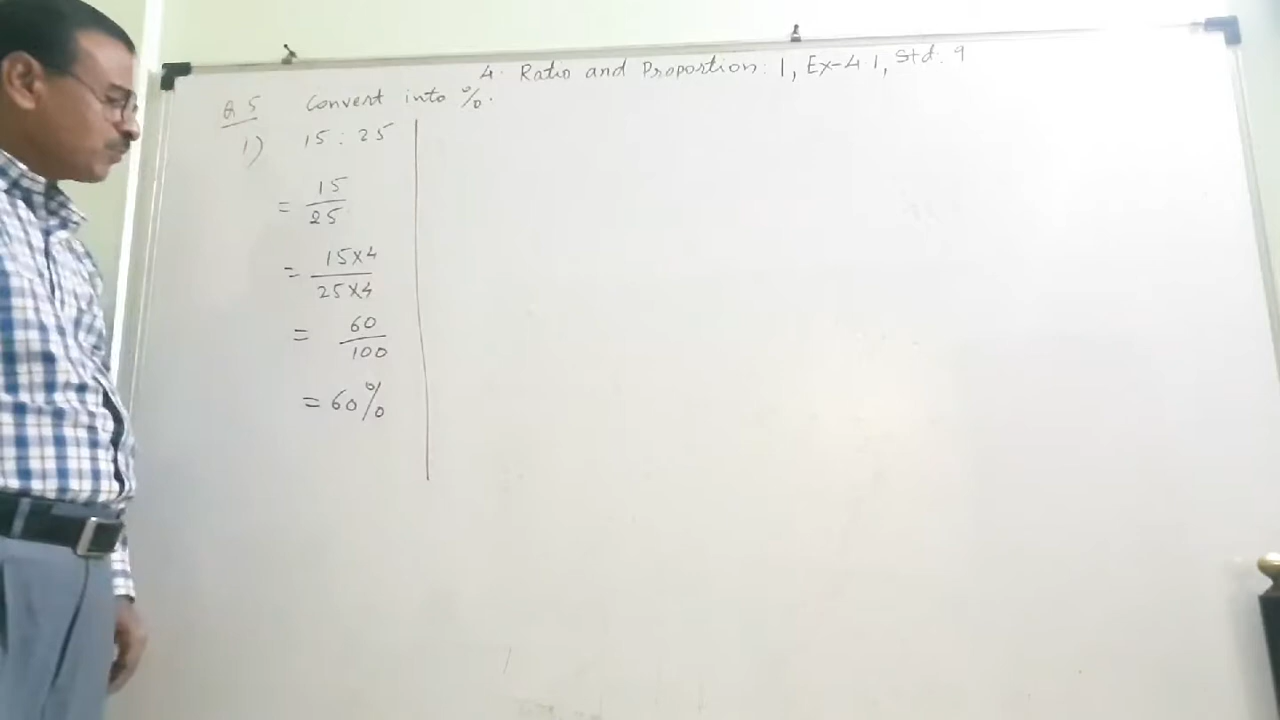 4. Ratio and Proportion: 1, Ex-4 1, Std. 9
Q 5 Convert into %.
1) 15 : 25
= 15/25
= 15×4/25×4
= 60/100
= 60%